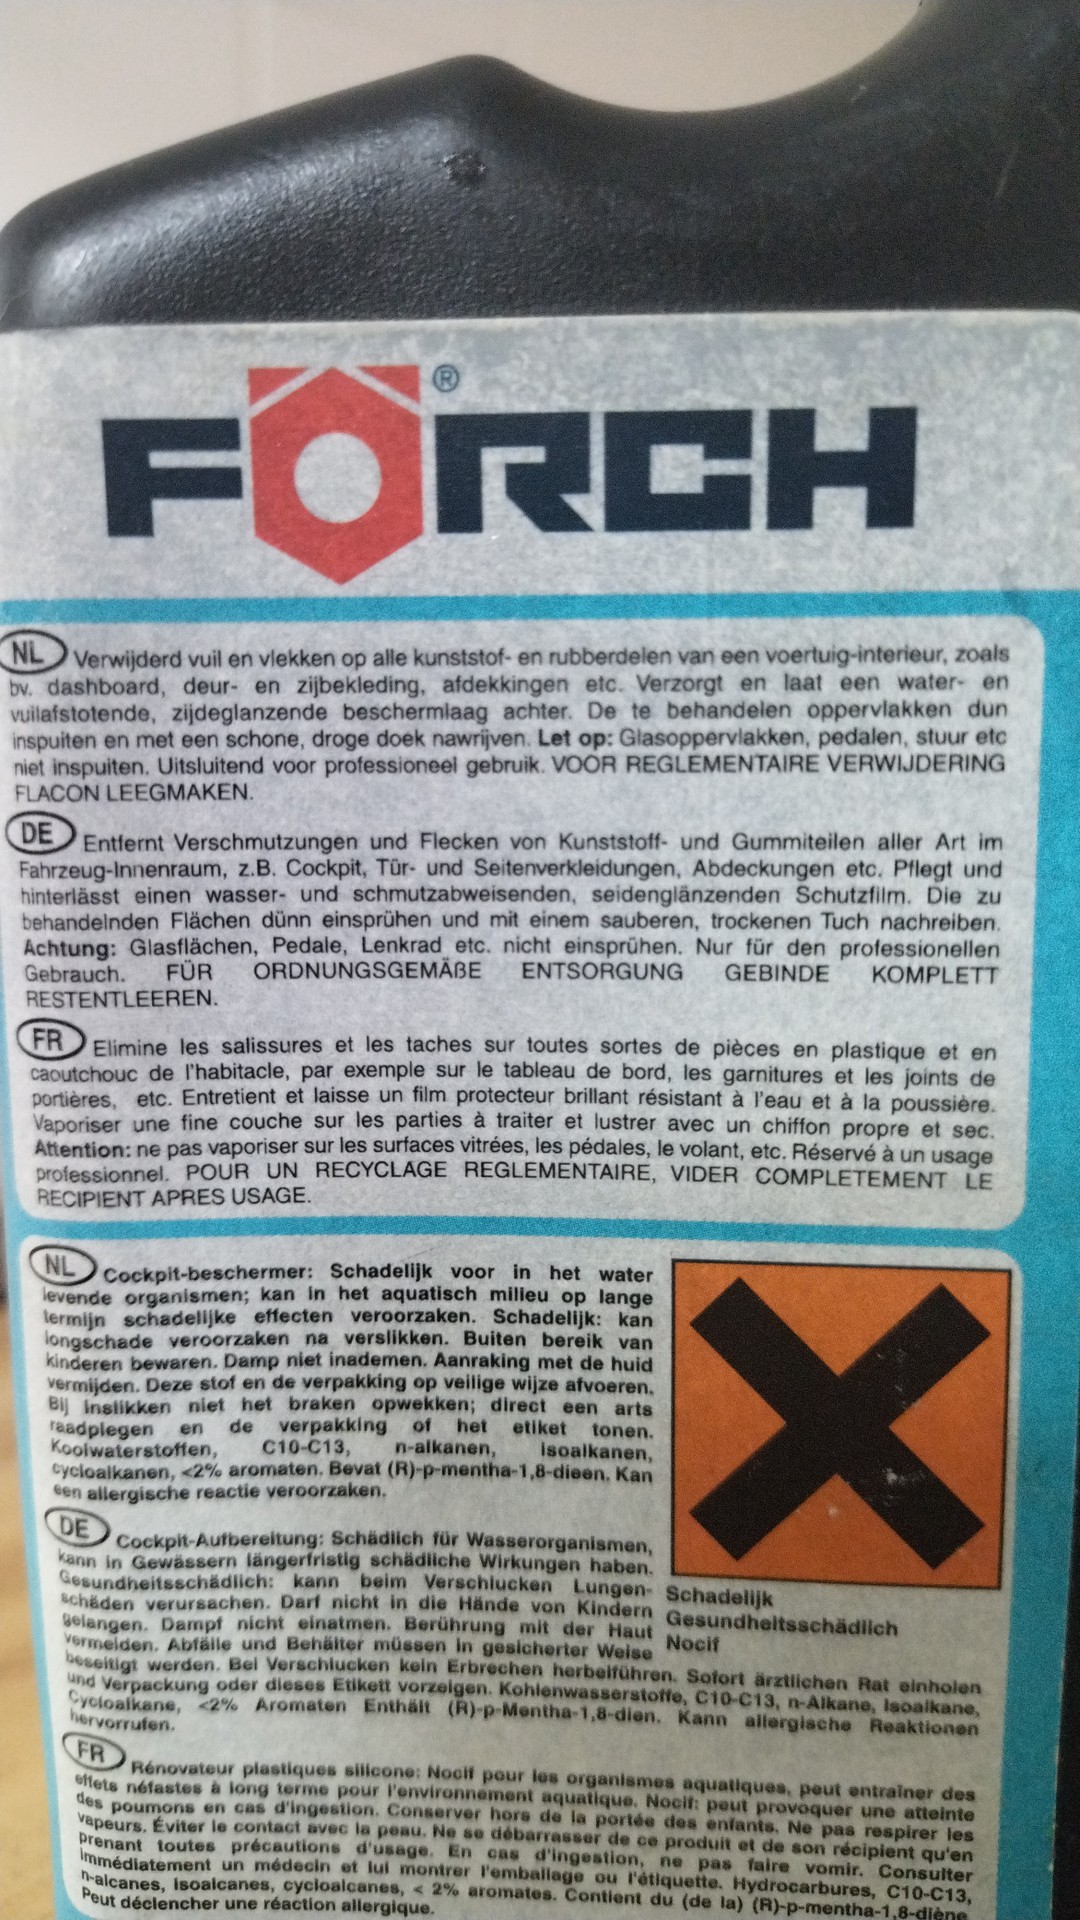 FÖRCH®
NL Verwijderd vuil en vlekken op alle kunststof- en rubberdelen van een voertuig-interieur, zoals
bv. dashboard, deur- en zijbekleding, afdekkingen etc. Verzorgt en laat een water- en
vuilafstotende, zijdeglanzende beschermlaag achter. De te behandelen oppervlakken dun
inspuiten en met een schone, droge doek nawrijven. Let op: Glasoppervlakken, pedalen, stuur etc
niet inspuiten. Uitsluitend voor professioneel gebruik. VOOR REGLEMENTAIRE VERWIJDERING
FLACON LEEGMAKEN.
DE Entfernt Verschmutzungen und Flecken von Kunststoff- und Gummiteilen aller Art im
Fahrzeug-Innenraum, z.B. Cockpit, Tür- und Seitenverkleidungen, Abdeckungen etc. Pflegt und
hinterlässt einen wasser- und schmutzabweisenden, seidenglänzenden Schutzfilm. Die zu
behandelnden Flächen dünn einsprühen und mit einem sauberen, trockenen Tuch nachreiben.
Achtung: Glasflächen, Pedale, Lenkrad etc. nicht einsprühen. Nur für den professionellen
Gebrauch. FÜR ORDNUNGSGEMÄßE ENTSORGUNG GEBINDE KOMPLETT
RESTENTLEEREN.
FR Elimine les salissures et les taches sur toutes sortes de pièces en plastique et en
caoutchouc de l'habitacle, par exemple sur le tableau de bord, les garnitures et les joints de
portières, etc. Entretient et laisse un film protecteur brillant résistant à l'eau et à la poussière.
Vaporiser une fine couche sur les parties à traiter et lustrer avec un chiffon propre et sec.
Attention: ne pas vaporiser sur les surfaces vitrées, les pédales, le volant, etc. Réservé à un usage
professionnel. POUR UN RECYCLAGE REGLEMENTAIRE, VIDER COMPLETEMENT LE
RECIPIENT APRES USAGE.
NL Cockpit-beschermer: Schadelijk voor in het water
levende organismen; kan in het aquatisch milieu op lange
termijn schadelijke effecten veroorzaken. Schadelijk: kan
longschade veroorzaken na verslikken. Buiten bereik van
kinderen bewaren. Damp niet inademen. Aanraking met de huid
vermijden. Deze stof en de verpakking op veilige wijze afvoeren.
Bij inslikken niet het braken opwekken; direct een arts
raadplegen en de verpakking of het etiket tonen.
Koolwaterstoffen, C10-C13, n-alkanen, isoalkanen,
cycloalkanen, <2% aromaten. Bevat (R)-p-mentha-1,8-dieen. Kan
een allergische reactie veroorzaken.
DE Cockpit-Aufbereitung: Schädlich für Wasserorganismen,
kann in Gewässern längerfristig schädliche Wirkungen haben.
Gesundheitsschädlich: kann beim Verschlucken Lungen-
schäden verursachen. Darf nicht in die Hände von Kindern
gelangen. Dampf nicht einatmen. Berührung mit der Haut
vermeiden. Abfälle und Behälter müssen in gesicherter Weise
beseitigt werden. Bei Verschlucken kein Erbrechen herbeiführen. Sofort ärztlichen Rat einholen
und Verpackung oder dieses Etikett vorzeigen. Kohlenwasserstoffe, C10-C13, n-Alkane, Isoalkane,
Cycloalkane, <2% Aromaten Enthält (R)-p-Mentha-1,8-dien. Kann allergische Reaktionen
hervorrufen.
Schadelijk
Gesundheitsschädlich
Nocif
FR Rénovateur plastiques silicone: Nocif pour les organismes aquatiques, peut entraîner des
effets néfastes à long terme pour l'environnement aquatique. Nocif: peut provoquer une atteinte
des poumons en cas d'ingestion. Conserver hors de la portée des enfants. Ne pas respirer les
vapeurs. Éviter le contact avec la peau. Ne se débarrasser de ce produit et de son récipient qu'en
prenant toutes précautions d'usage. En cas d'ingestion, ne pas faire vomir. Consulter
immédiatement un médecin et lui montrer l'emballage ou l'étiquette. Hydrocarbures, C10-C13,
n-alcanes, isoalcanes, cycloalcanes, < 2% aromates. Contient du (de la) (R)-p-mentha-1,8-diène
Peut déclencher une réaction allergique.